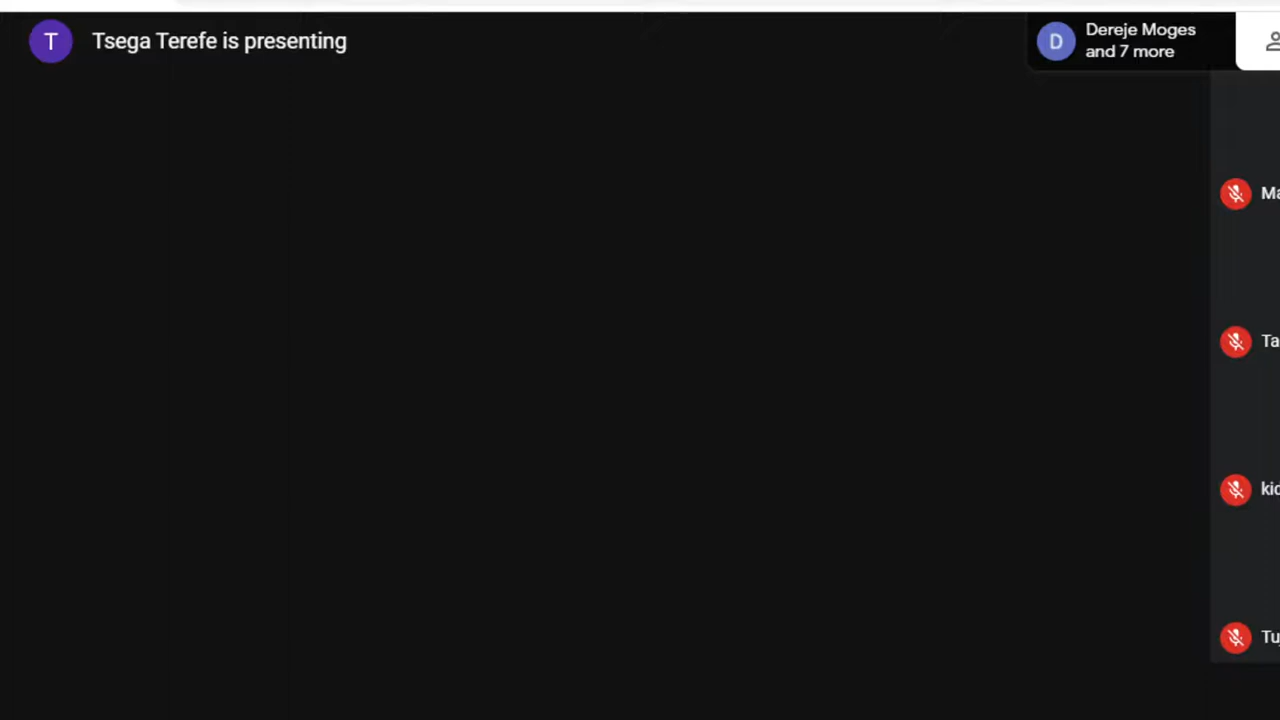 T
Tsega Terefe is presenting
D
Dereje Moges
and 7 more